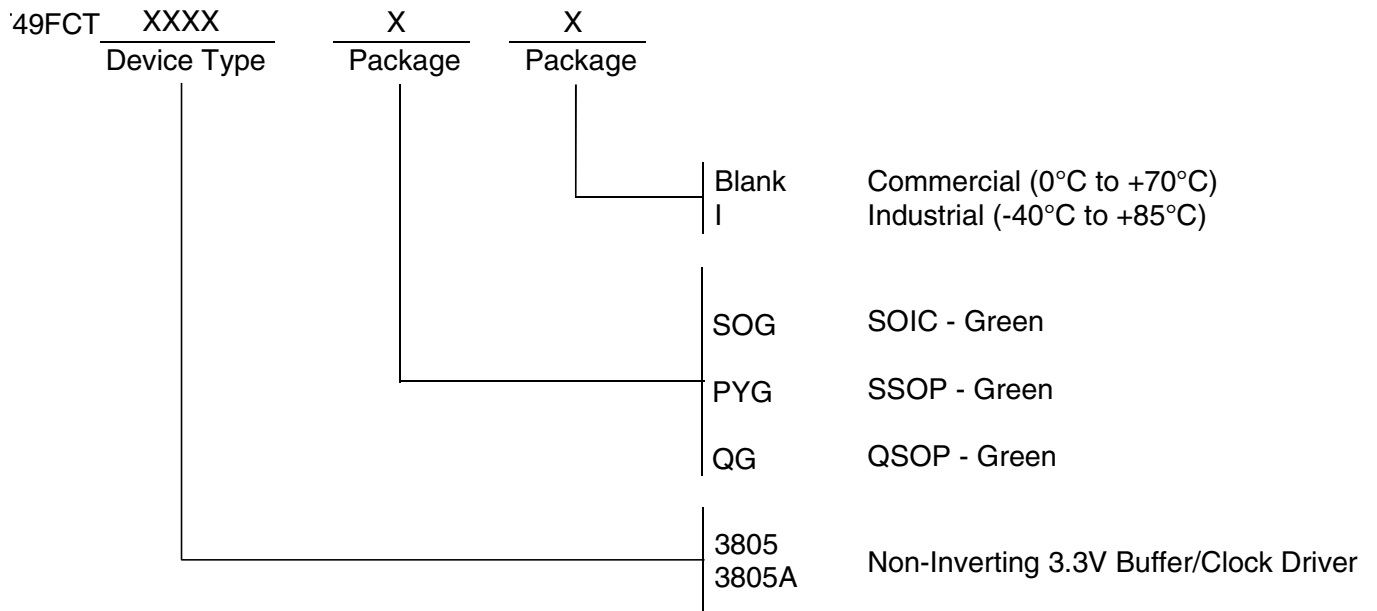 49FCT XXXX X X
Device Type Package Package
Blank Commercial (0°C to +70°C)
I Industrial (-40°C to +85°C)
SOG SOIC - Green
PYG SSOP - Green
QG QSOP - Green
3805
3805A
Non-Inverting 3.3V Buffer/Clock Driver